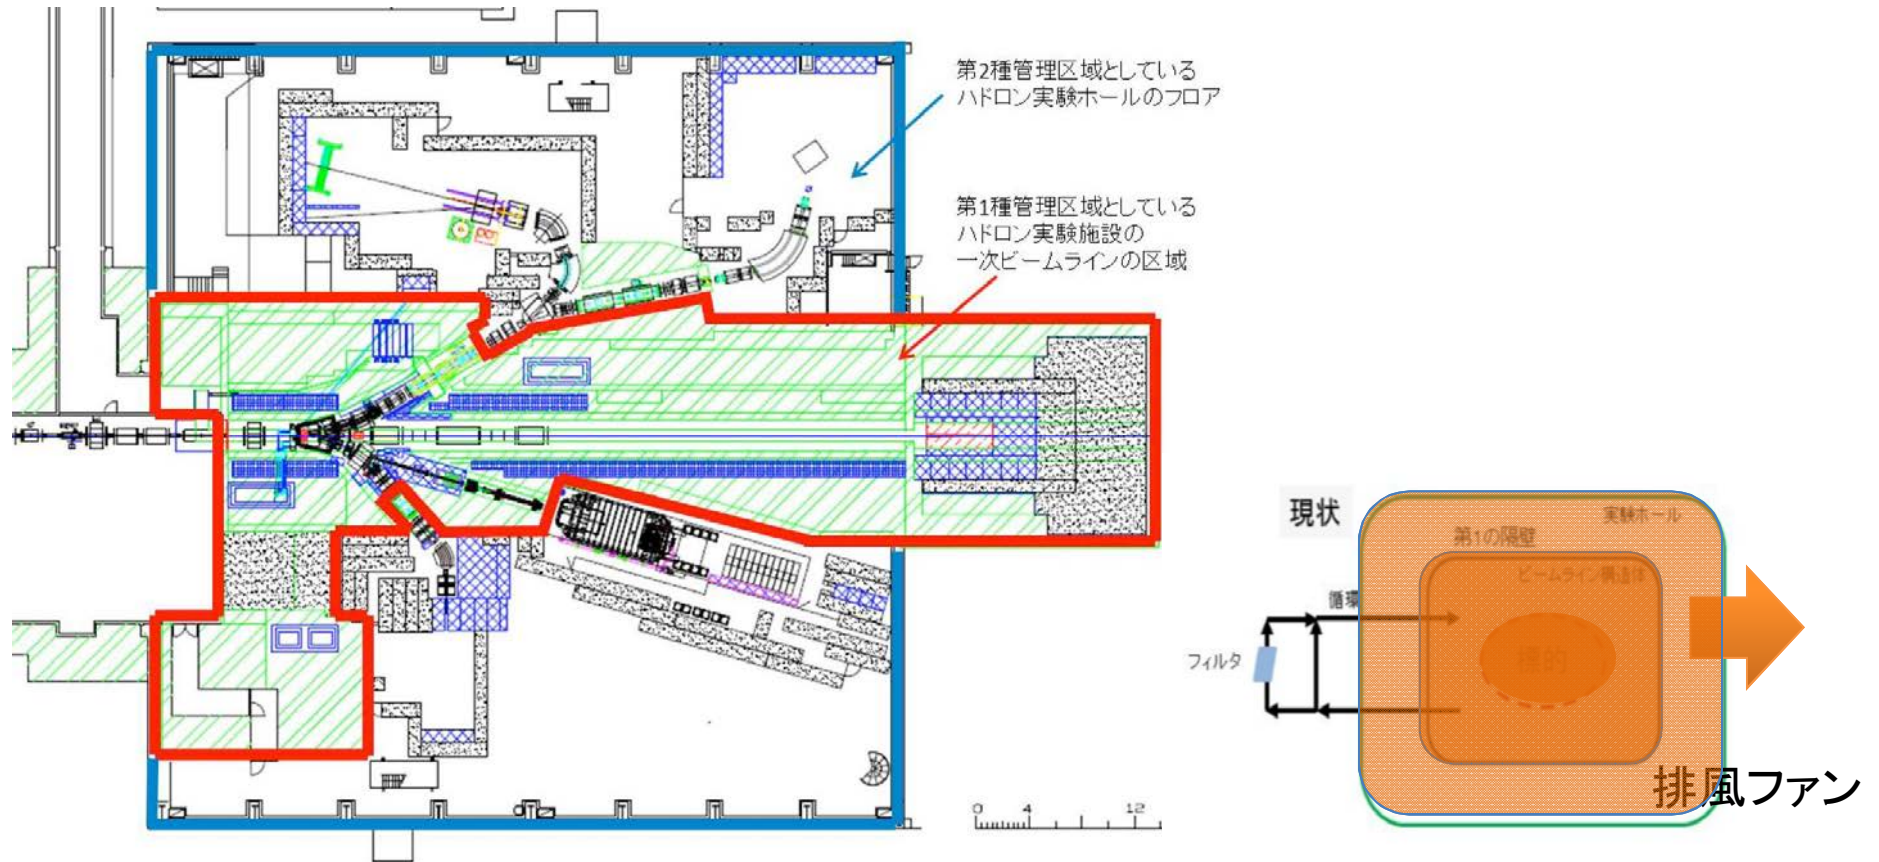 第2種管理区域としている
ハドロン実験ホールのフロア
第1種管理区域としている
ハドロン実験施設の
一次ビームラインの区域
0 4 12
現状
実験ホール
第1の隔壁
ビームライン構造体
循環
フィルタ
標的
排風ファン